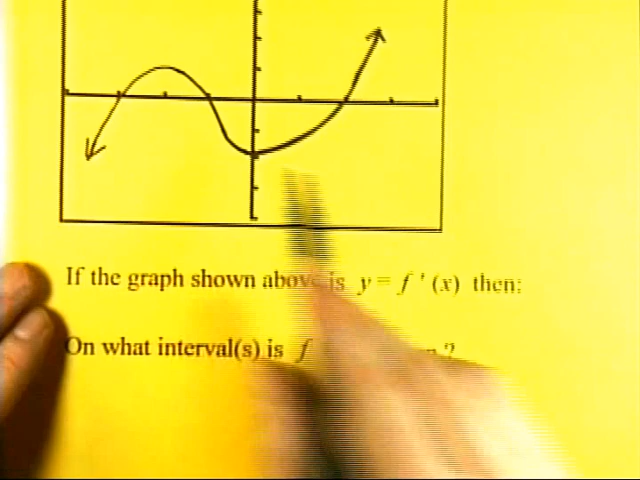 If the graph shown above is y = f ' (x) then:
On what interval(s) is f ?